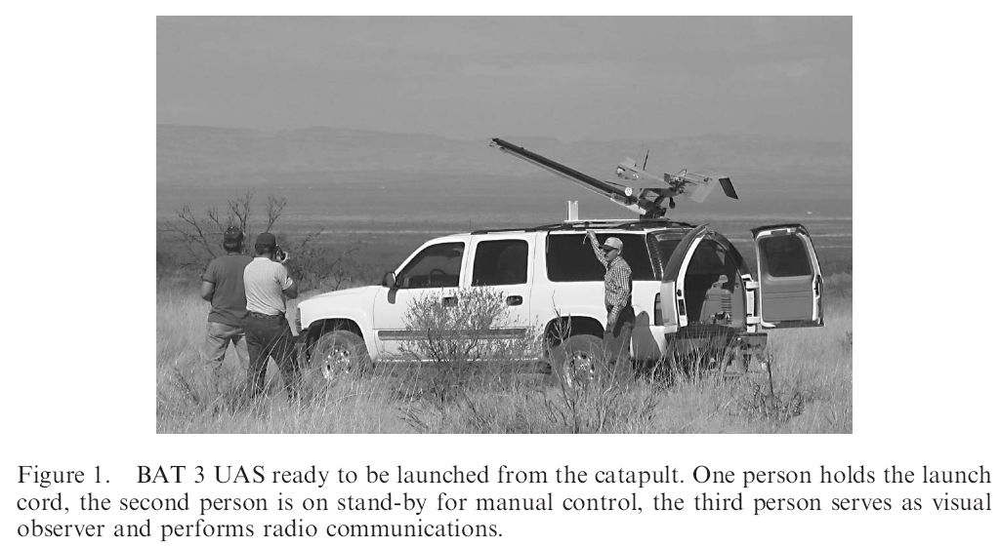 Figure 1. BAT 3 UAS ready to be launched from the catapult. One person holds the launch
cord, the second person is on stand-by for manual control, the third person serves as visual
observer and performs radio communications.